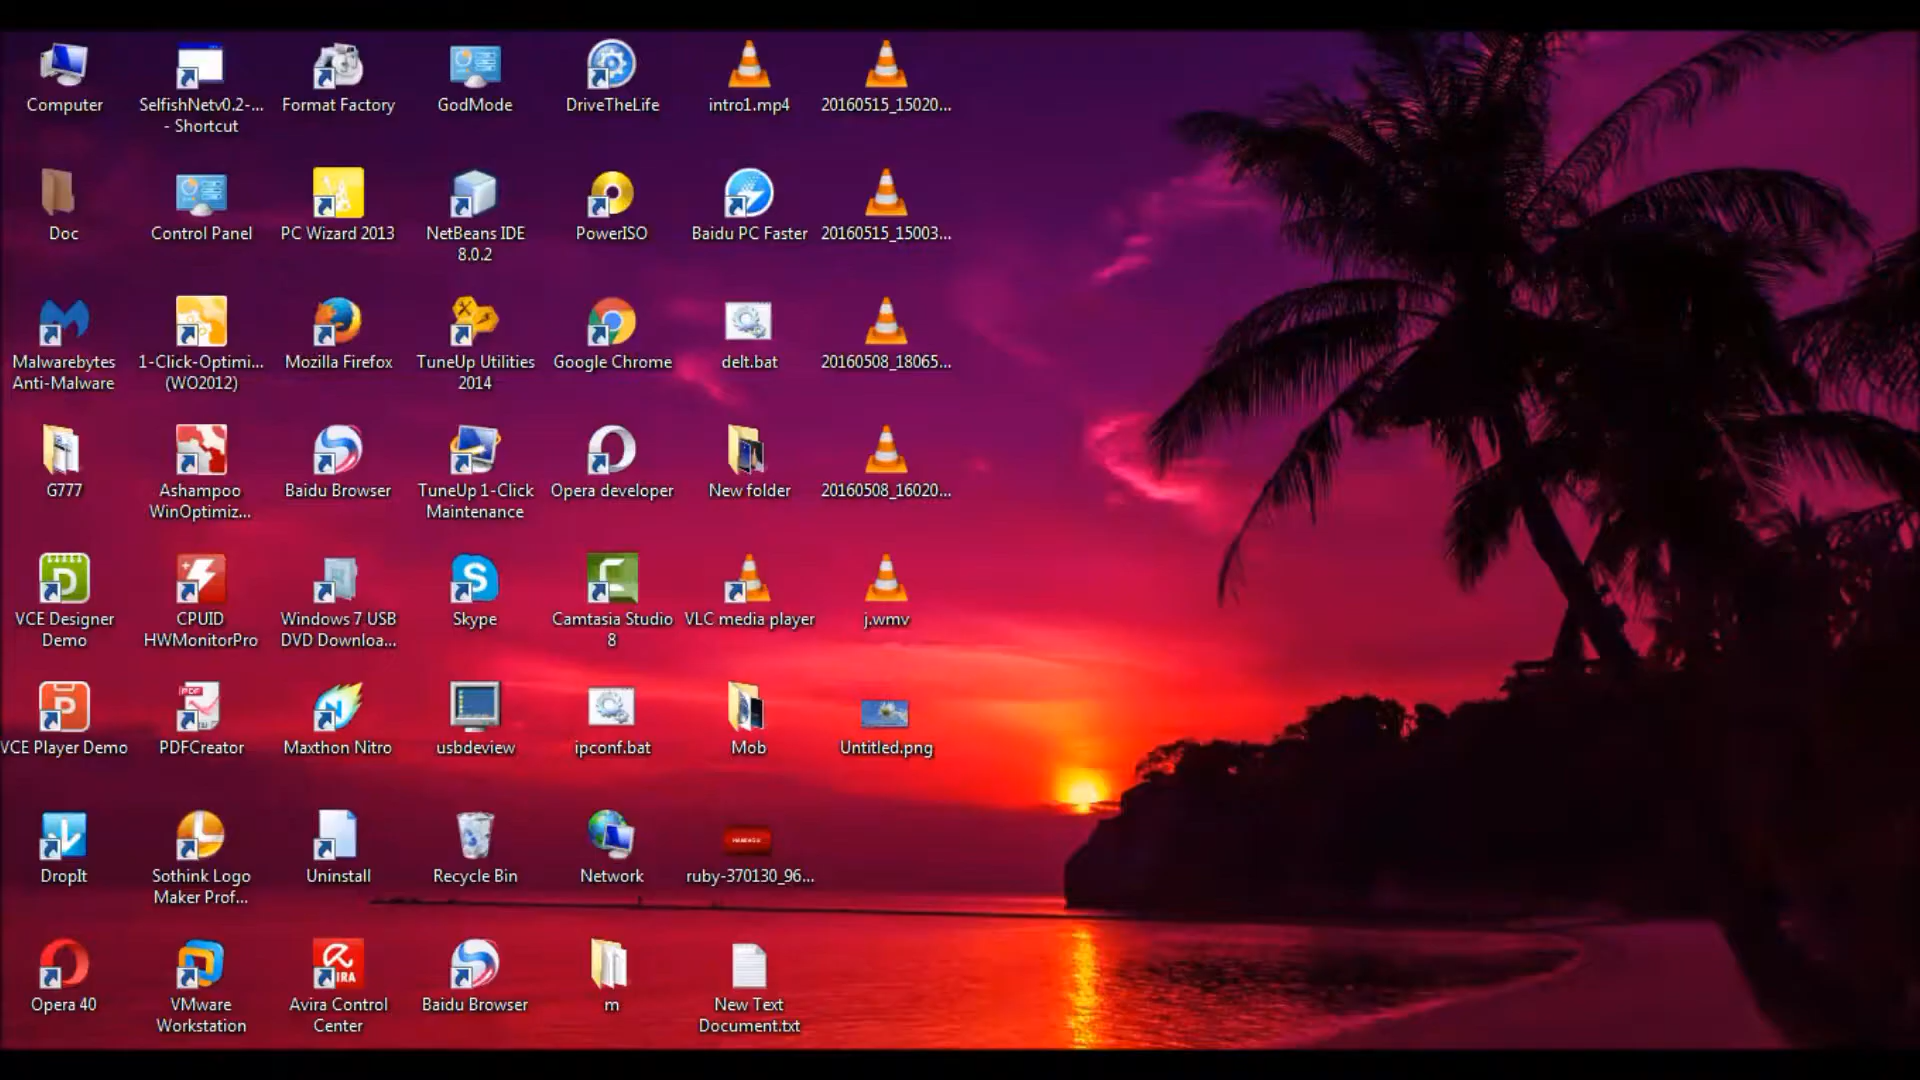 Computer
SelfishNetv0.2-...
- Shortcut
Format Factory
GodMode
DriveTheLife
intro1.mp4
20160515_15020...
Doc
Control Panel
PC Wizard 2013
NetBeans IDE
8.0.2
PowerISO
Baidu PC Faster
20160515_15003...
Malwarebytes
Anti-Malware
1-Click-Optimi...
(WO2012)
Mozilla Firefox
TuneUp Utilities
2014
Google Chrome
delt.bat
20160508_18065...
G777
Ashampoo
WinOptimiz...
Baidu Browser
TuneUp 1-Click
Maintenance
Opera developer
New folder
20160508_16020...
VCE Designer
Demo
CPUID
HWMonitorPro
Windows 7 USB
DVD Downloa...
Skype
Camtasia Studio
8
VLC media player
j.wmv
VCE Player Demo
PDFCreator
Maxthon Nitro
usbdeview
ipconf.bat
Mob
Untitled.png
DropIt
Sothink Logo
Maker Prof...
Uninstall
Recycle Bin
Network
ruby-370130_96...
Opera 40
VMware
Workstation
Avira Control
Center
Baidu Browser
m
New Text
Document.txt